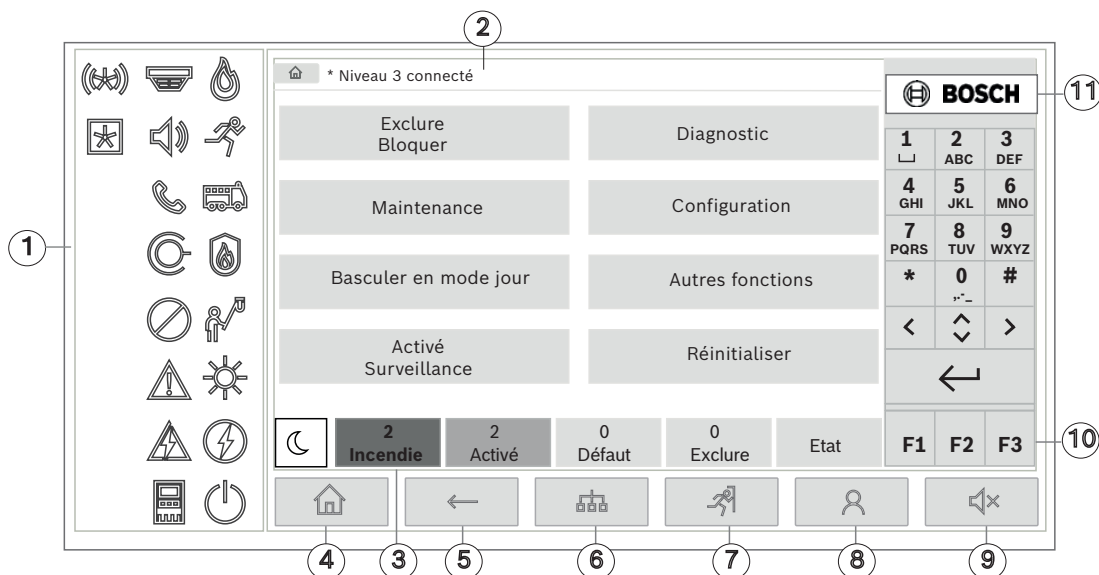 2
* Niveau 3 connecté
BOSCH
11
Exclure
Bloquer
Diagnostic
1
2
ABC
3
DEF
Maintenance
Configuration
4
GHI
5
JKL
6
MNO
1
7
PQRS
8
TUV
9
WXYZ
Basculer en mode jour
Autres fonctions
*
0
,.-_
#
<
>
Activé
Surveillance
Réinitialiser
2
Incendie
2
Activé
0
Défaut
0
Exclure
Etat
F1
F2
F3
10
4
3
5
6
7
8
9